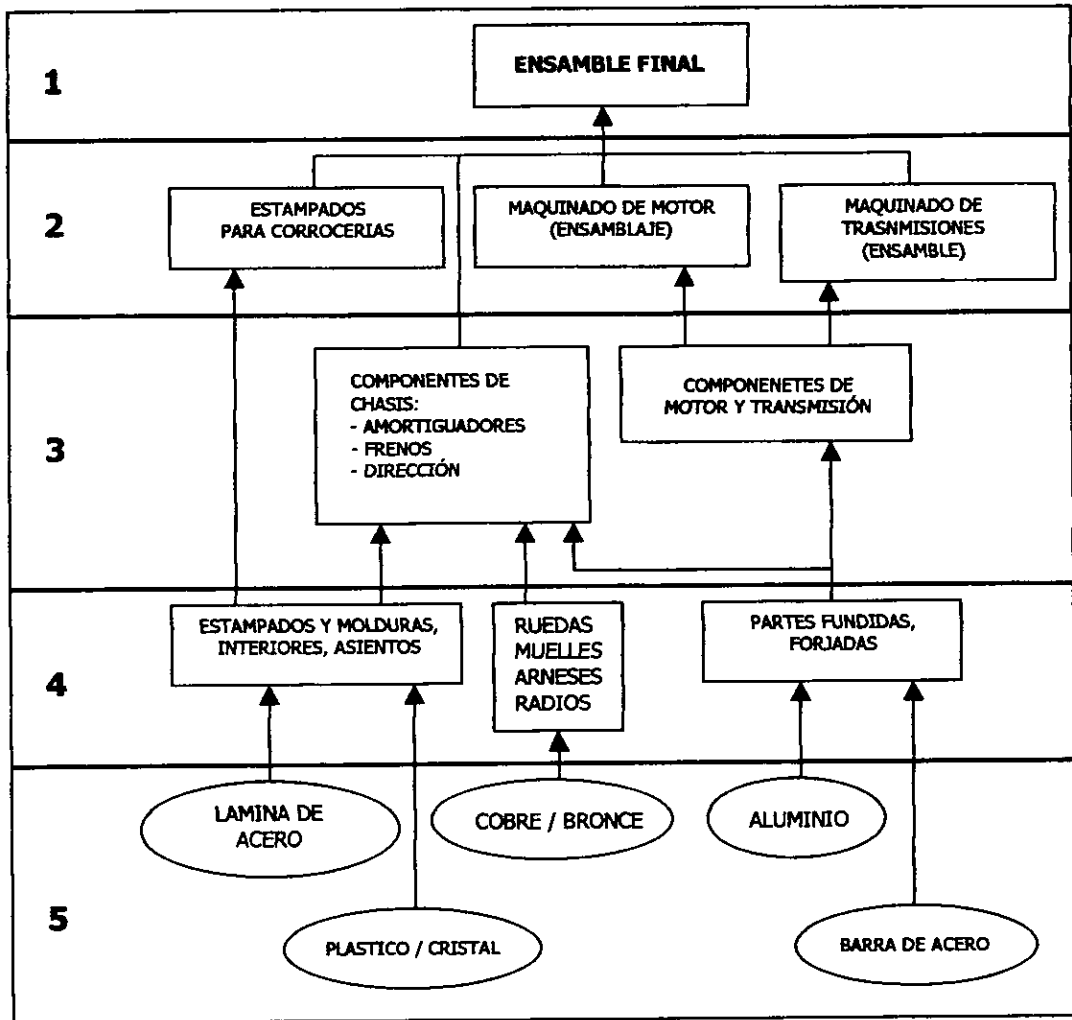 1
ENSAMBLE FINAL
2
ESTAMPADOS
PARA CORROCERIAS
MAQUINADO DE MOTOR
(ENSAMBLAJE)
MAQUINADO DE
TRASNMISIONES
(ENSAMBLE)
3
COMPONENTES DE
CHASIS:
- AMORTIGUADORES
- FRENOS
- DIRECCIÓN
COMPONENETES DE
MOTOR Y TRANSMISIÓN
4
ESTAMPADOS Y MOLDURAS,
INTERIORES, ASIENTOS
RUEDAS
MUELLES
ARNESES
RADIOS
PARTES FUNDIDAS,
FORJADAS
5
LAMINA DE
ACERO
COBRE / BRONCE
ALUMINIO
PLASTICO / CRISTAL
BARRA DE ACERO